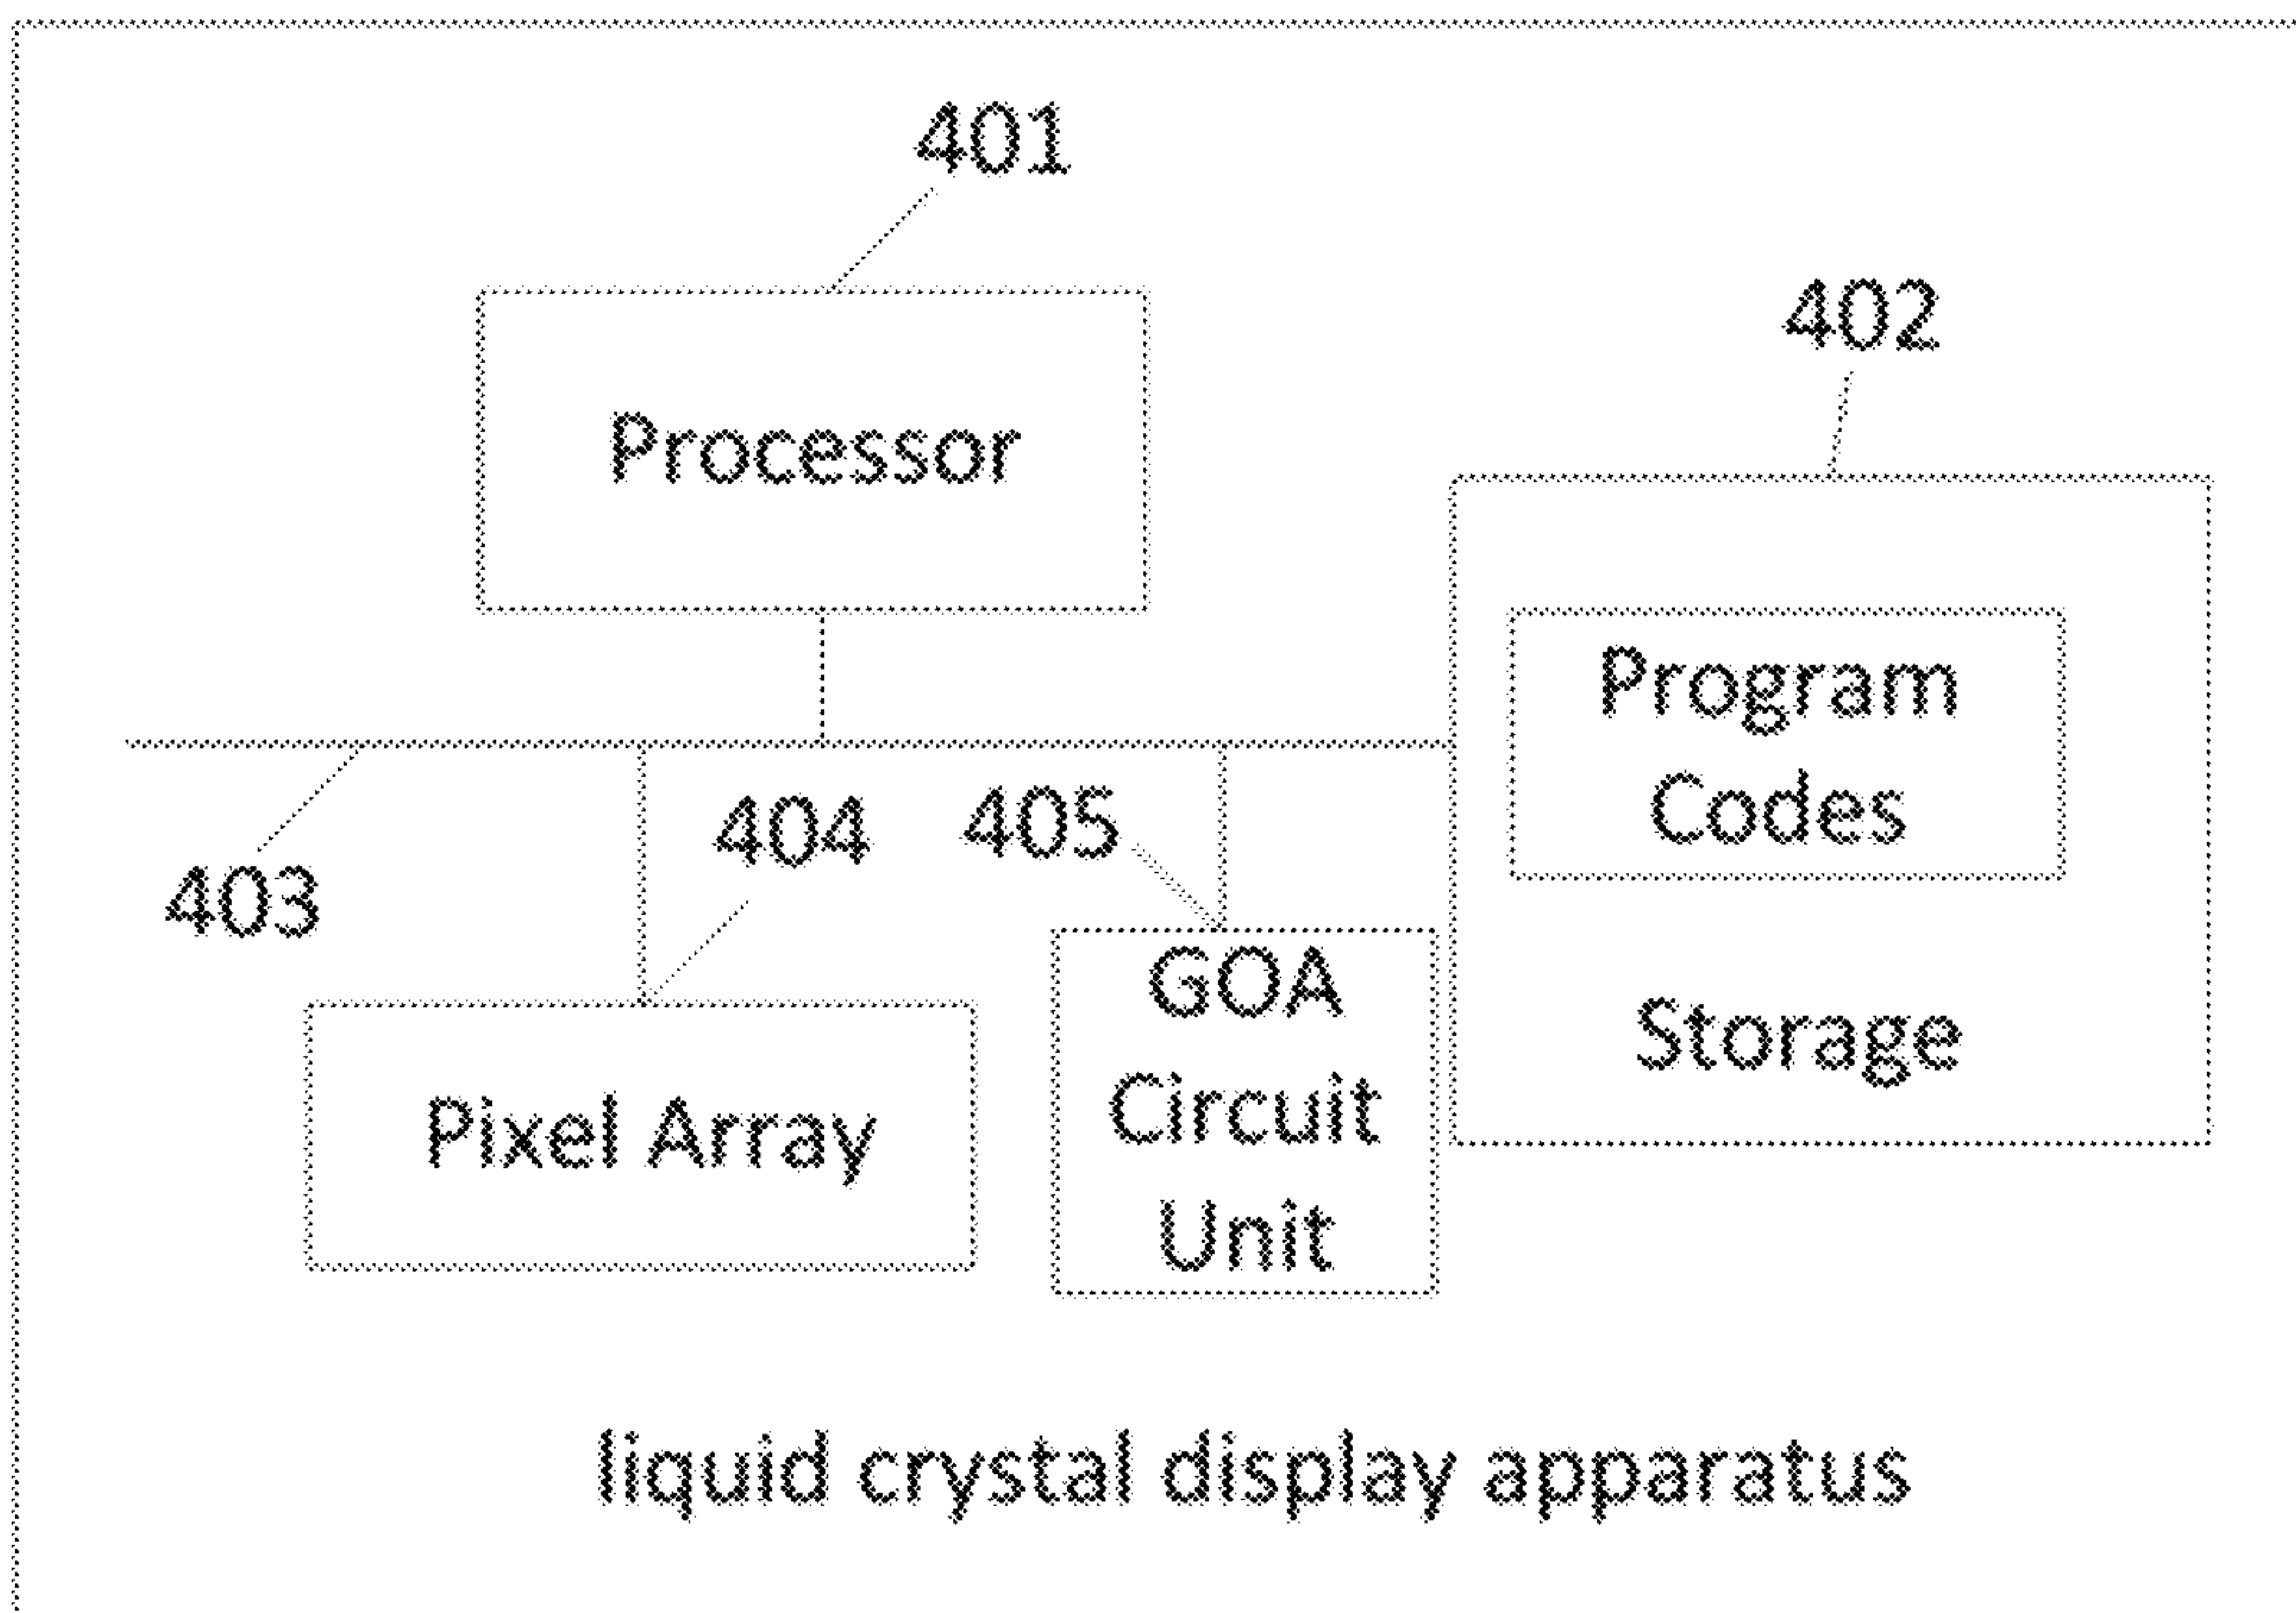 401
Processor
402
Program
Codes
Storage
403
404
405
GOA
Circuit
Unit
Pixel Array
liquid crystal display apparatus